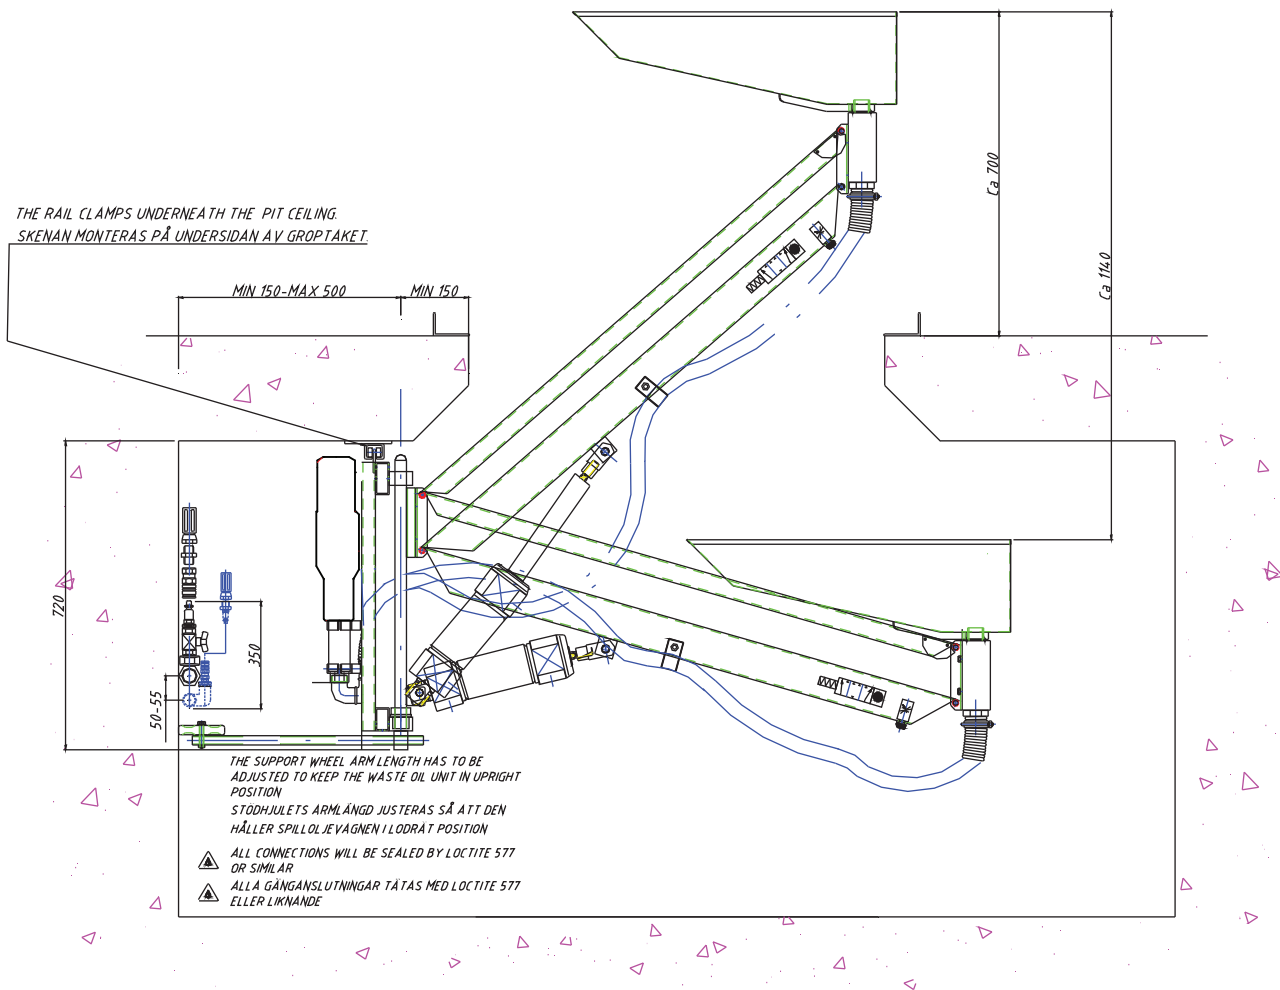 Ca 700
Ca 1140
THE RAIL CLAMPS UNDERNEATH THE PIT CEILING.
SKENAN MONTERAS PÅ UNDERSIDAN AV GROPTAKET.
MIN 150-MAX 500
MIN 150
720
350
50-55
THE SUPPORT WHEEL ARM LENGTH HAS TO BE
ADJUSTED TO KEEP THE WASTE OIL UNIT IN UPRIGHT
POSITION
STÖDHJULETS ARMLÄNGD JUSTERAS SÅ ATT DEN
HÅLLER SPILLOLJEVAGNEN I LODRÄT POSITION
ALL CONNECTIONS WILL BE SEALED BY LOCTITE 577
OR SIMILAR
ALLA GÄNGANSLUTNINGAR TÄTAS MED LOCTITE 577
ELLER LIKNANDE